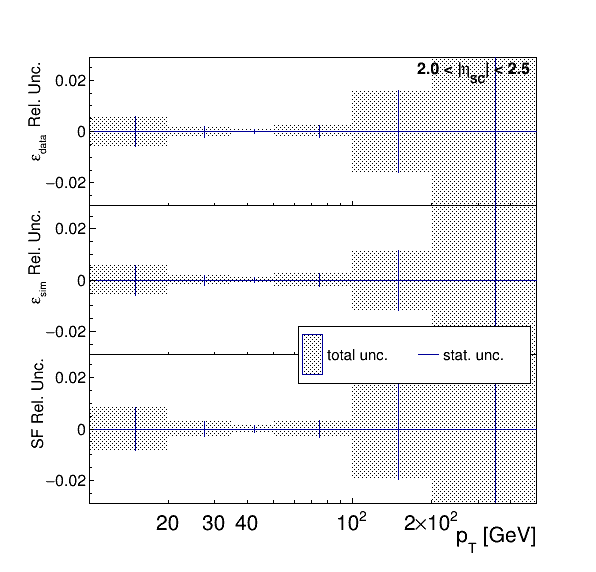 2.0 < |η_SC| < 2.5
ε_data Rel. Unc.
0.02
0
−0.02
ε_sim Rel. Unc.
0.02
0
−0.02
total unc.
stat. unc.
SF Rel. Unc.
0.02
0
−0.02
20 30 40 10² 2×10²
p_T [GeV]